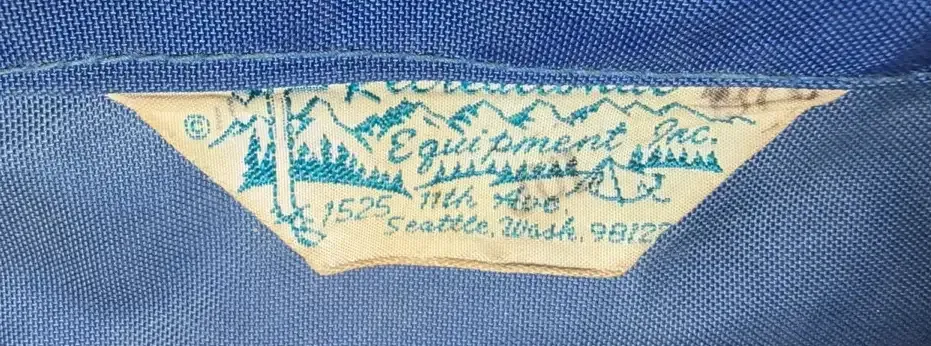 ©
Equipment Inc.
1525 11th Ave
Seattle, Wash. 98122